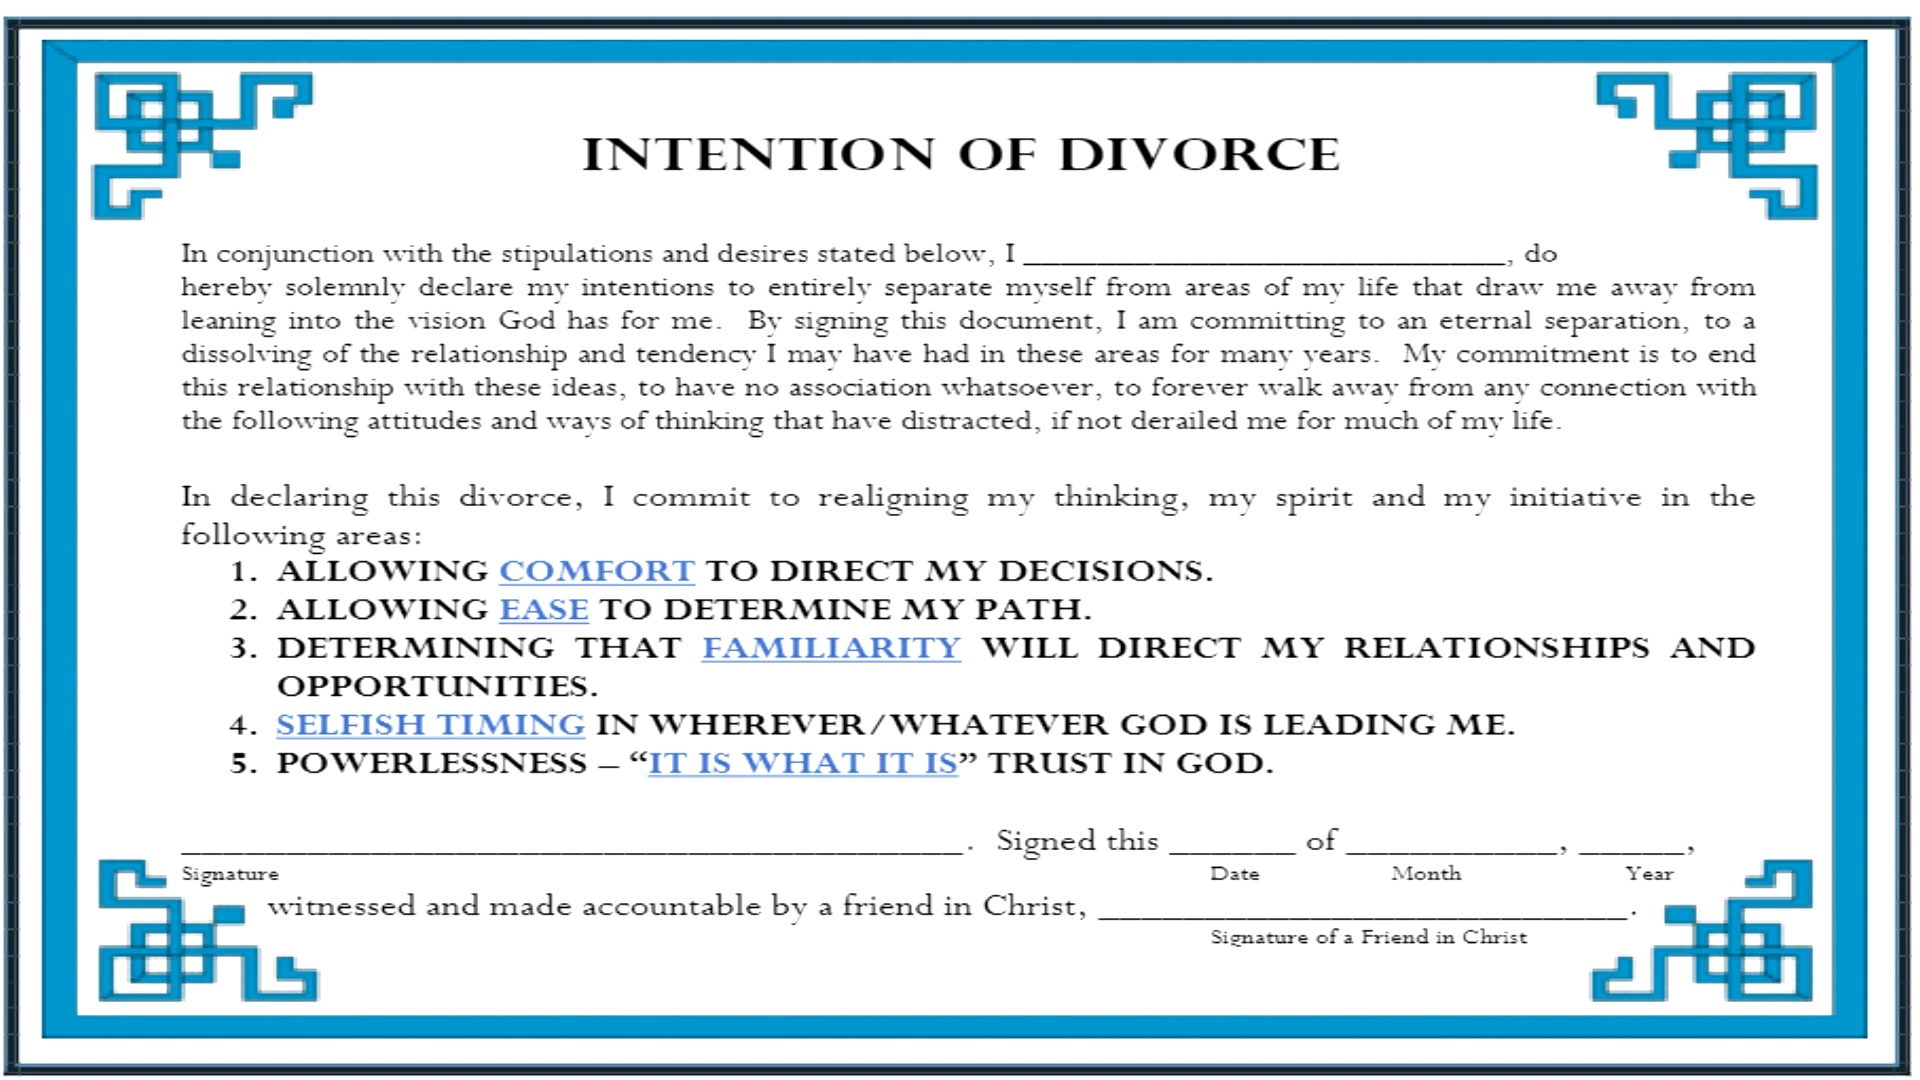 INTENTION OF DIVORCE
In conjunction with the stipulations and desires stated below, I ______________________________, do
hereby solemnly declare my intentions to entirely separate myself from areas of my life that draw me away from
leaning into the vision God has for me. By signing this document, I am committing to an eternal separation, to a
dissolving of the relationship and tendency I may have had in these areas for many years. My commitment is to end
this relationship with these ideas, to have no association whatsoever, to forever walk away from any connection with
the following attitudes and ways of thinking that have distracted, if not derailed me for much of my life.
In declaring this divorce, I commit to realigning my thinking, my spirit and my initiative in the
following areas:
1. ALLOWING COMFORT TO DIRECT MY DECISIONS.
2. ALLOWING EASE TO DETERMINE MY PATH.
3. DETERMINING THAT FAMILIARITY WILL DIRECT MY RELATIONSHIPS AND
OPPORTUNITIES.
4. SELFISH TIMING IN WHEREVER/WHATEVER GOD IS LEADING ME.
5. POWERLESSNESS – “IT IS WHAT IT IS” TRUST IN GOD.
_____________________________________. Signed this ______ of __________, _____,
Signature Date Month Year
witnessed and made accountable by a friend in Christ, _________________________.
Signature of a Friend in Christ